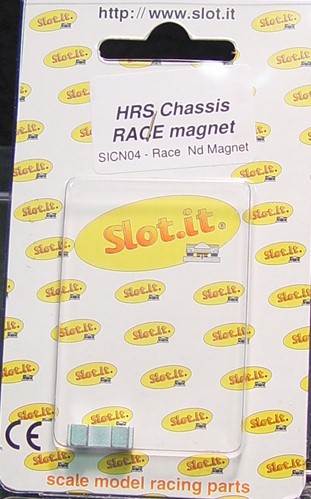 http://www.slot.it
HRS Chassis
RACE magnet
SICN04 - Race Nd Magnet
Slot.it®
CE
scale model racing parts